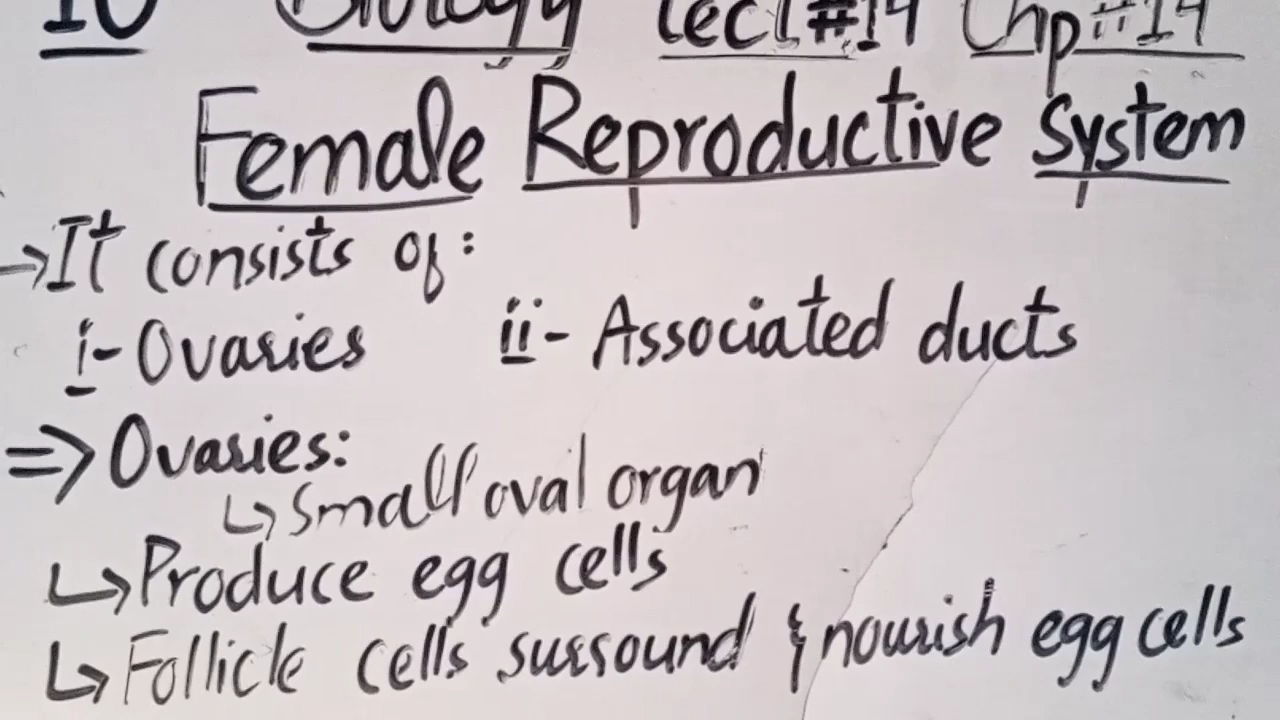 10 Biology Lec#14 Chp#14
Female Reproductive System
→It consists of:
i- Ovaries ii- Associated ducts
⇒ Ovaries:
↳ Small oval organ
↳ Produce egg cells
↳ Follicle cells surround & nourish egg cells